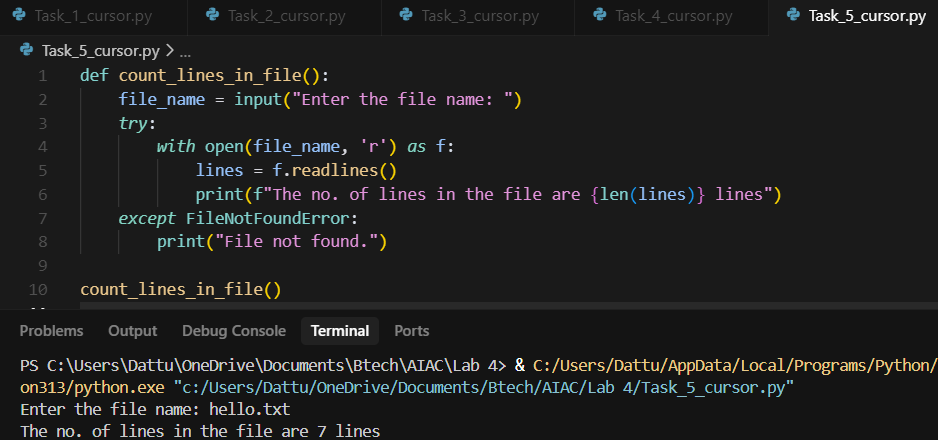 Task_1_cursor.py Task_2_cursor.py Task_3_cursor.py Task_4_cursor.py Task_5_cursor.py
Task_5_cursor.py > ...
1 def count_lines_in_file():
2     file_name = input("Enter the file name: ")
3     try:
4         with open(file_name, 'r') as f:
5             lines = f.readlines()
6             print(f"The no. of lines in the file are {len(lines)} lines")
7     except FileNotFoundError:
8         print("File not found.")
9
10 count_lines_in_file()
Problems Output Debug Console Terminal Ports
PS C:\Users\Dattu\OneDrive\Documents\Btech\AIAC\Lab 4> & C:/Users/Dattu/AppData/Local/Programs/Python/
on313/python.exe "c:/Users/Dattu/OneDrive/Documents/Btech/AIAC/Lab 4/Task_5_cursor.py"
Enter the file name: hello.txt
The no. of lines in the file are 7 lines